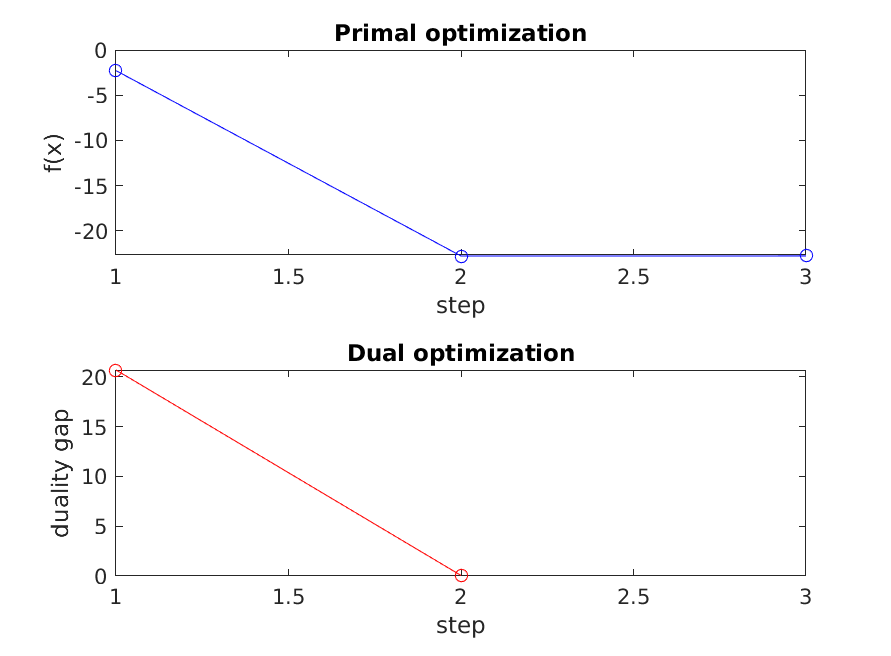 Primal optimization
0
-5
-10
-15
-20
f(x)
1 1.5 2 2.5 3
step
Dual optimization
20
15
10
5
0
duality gap
1 1.5 2 2.5 3
step